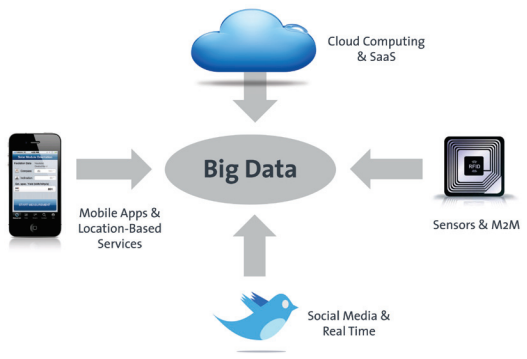 Cloud Computing
& SaaS
Big Data
RFID
Mobile Apps &
Location-Based
Services
Sensors & M2M
Social Media &
Real Time